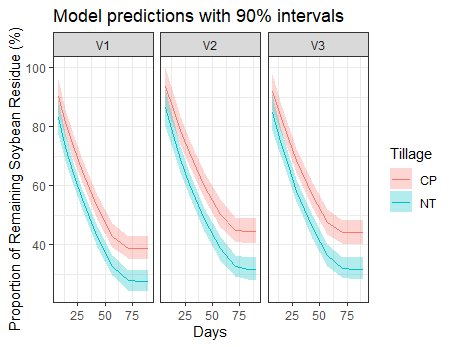 Model predictions with 90% intervals
V1 V2 V3
Proportion of Remaining Soybean Residue (%)
100
80
60
40
25 50 75 25 50 75 25 50 75
Days
Tillage
CP
NT